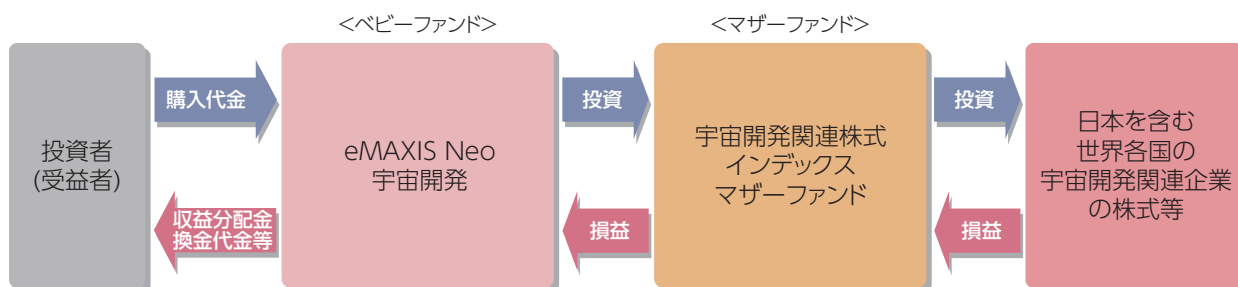 <ベビーファンド>
<マザーファンド>
投資者
(受益者)
購入代金
収益分配金
換金代金等
eMAXIS Neo
宇宙開発
投資
損益
宇宙開発関連株式
インデックス
マザーファンド
投資
損益
日本を含む
世界各国の
宇宙開発関連企業
の株式等